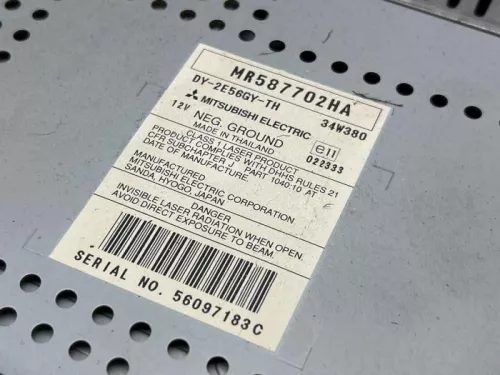 MR587702HA
DY-2E56GY-TH 34W380
MITSUBISHI ELECTRIC
12V NEG. GROUND e11
MADE IN THAILAND 022333
CLASS 1 LASER PRODUCT
PRODUCT COMPLIES WITH DHHS RULES 21
CFR SUBCHAPTER J PART 1040.10 AT
DATE OF MANUFACTURE.
MANUFACTURED
MITSUBISHI ELECTRIC CORPORATION
SANDA, HYOGO, JAPAN
DANGER
INVISIBLE LASER RADIATION WHEN OPEN.
AVOID DIRECT EXPOSURE TO BEAM.
SERIAL NO. 56097183C